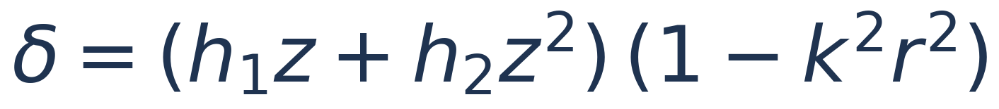 δ = (h₁z + h₂z²) (1 − k²r²)